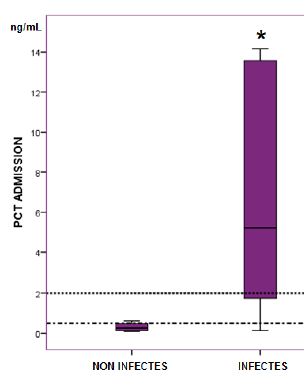 ng/mL
*
14
12
10
8
6
4
2
0
PCT ADMISSION
NON INFECTES
INFECTES